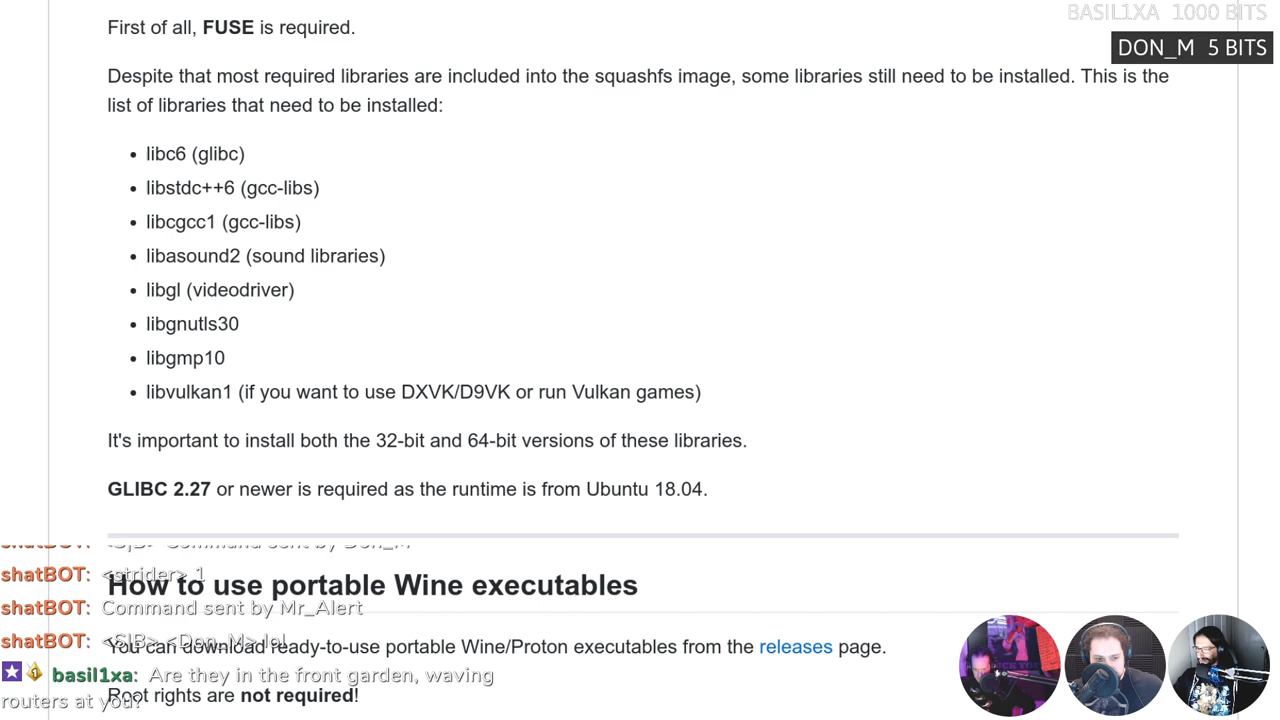 BASIL1XA 1000 BITS
First of all, FUSE is required.
DON_M 5 BITS
Despite that most required libraries are included into the squashfs image, some libraries still need to be installed. This is the
list of libraries that need to be installed:
• libc6 (glibc)
• libstdc++6 (gcc-libs)
• libcgcc1 (gcc-libs)
• libasound2 (sound libraries)
• libgl (videodriver)
• libgnutls30
• libgmp10
• libvulkan1 (if you want to use DXVK/D9VK or run Vulkan games)
It's important to install both the 32-bit and 64-bit versions of these libraries.
GLIBC 2.27 or newer is required as the runtime is from Ubuntu 18.04.
shatBOT: <S|B> Command sent by Don_M
shatBOT: <strider> 1
How to use portable Wine executables
shatBOT: Command sent by Mr_Alert
shatBOT: <S|B> <Don_M> lol
You can download ready-to-use portable Wine/Proton executables from the releases page.
basil1xa: Are they in the front garden, waving
routers at you?
Root rights are not required!